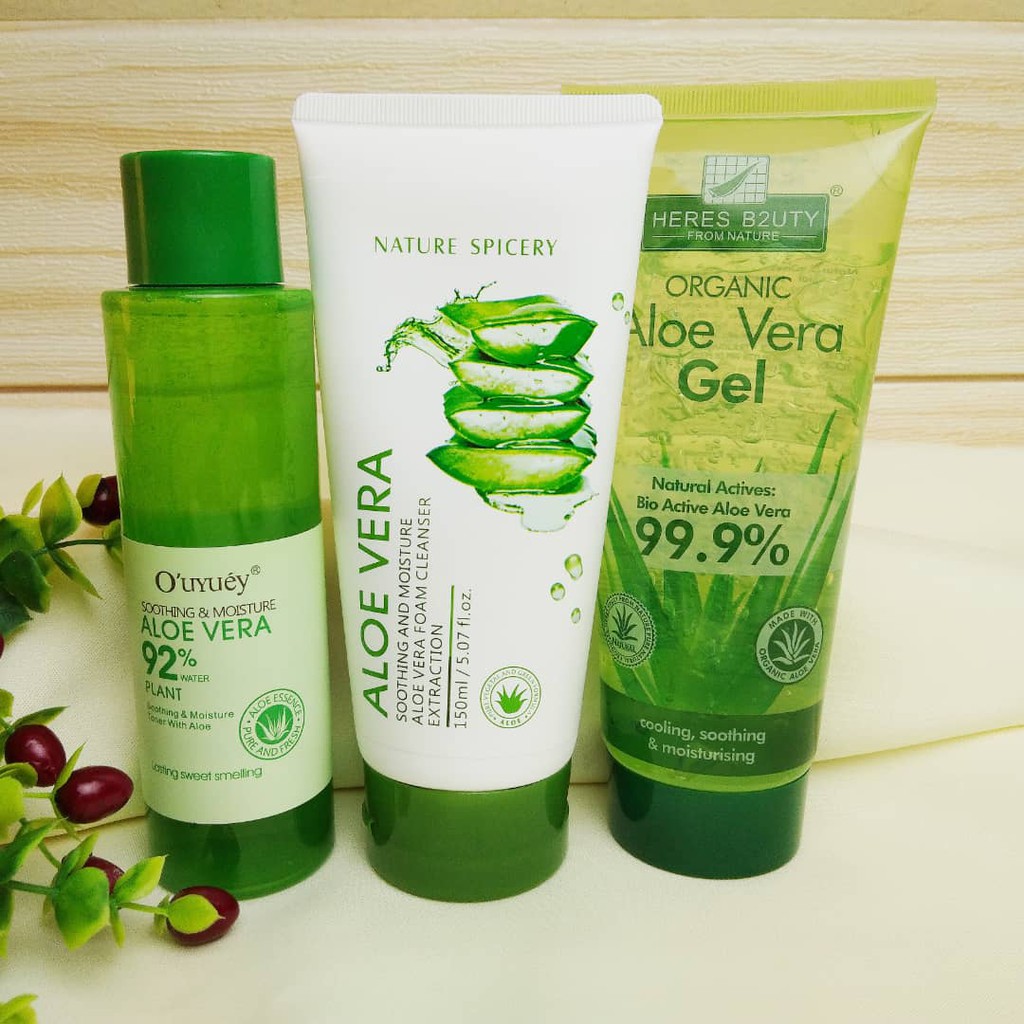 O'uyuéy®
SOOTHING & MOISTURE
ALOE VERA
92%
WATER
PLANT
Soothing & Moisture
Toner With Aloe
Lasting sweet smelling
ALOE ESSENCE
PURE AND FRESH
NATURE SPICERY
ALOE VERA
SOOTHING AND MOISTURE
ALOE VERA FOAM CLEANSER
EXTRACTION
150ml / 5.07 fl.oz.
ALOE
HERES B2UTY
®
FROM NATURE
ORGANIC
Aloe Vera
Gel
Natural Actives:
Bio Active Aloe Vera
99.9%
NATURAL
MADE WITH
ORGANIC ALOE VERA
cooling, soothing
& moisturising